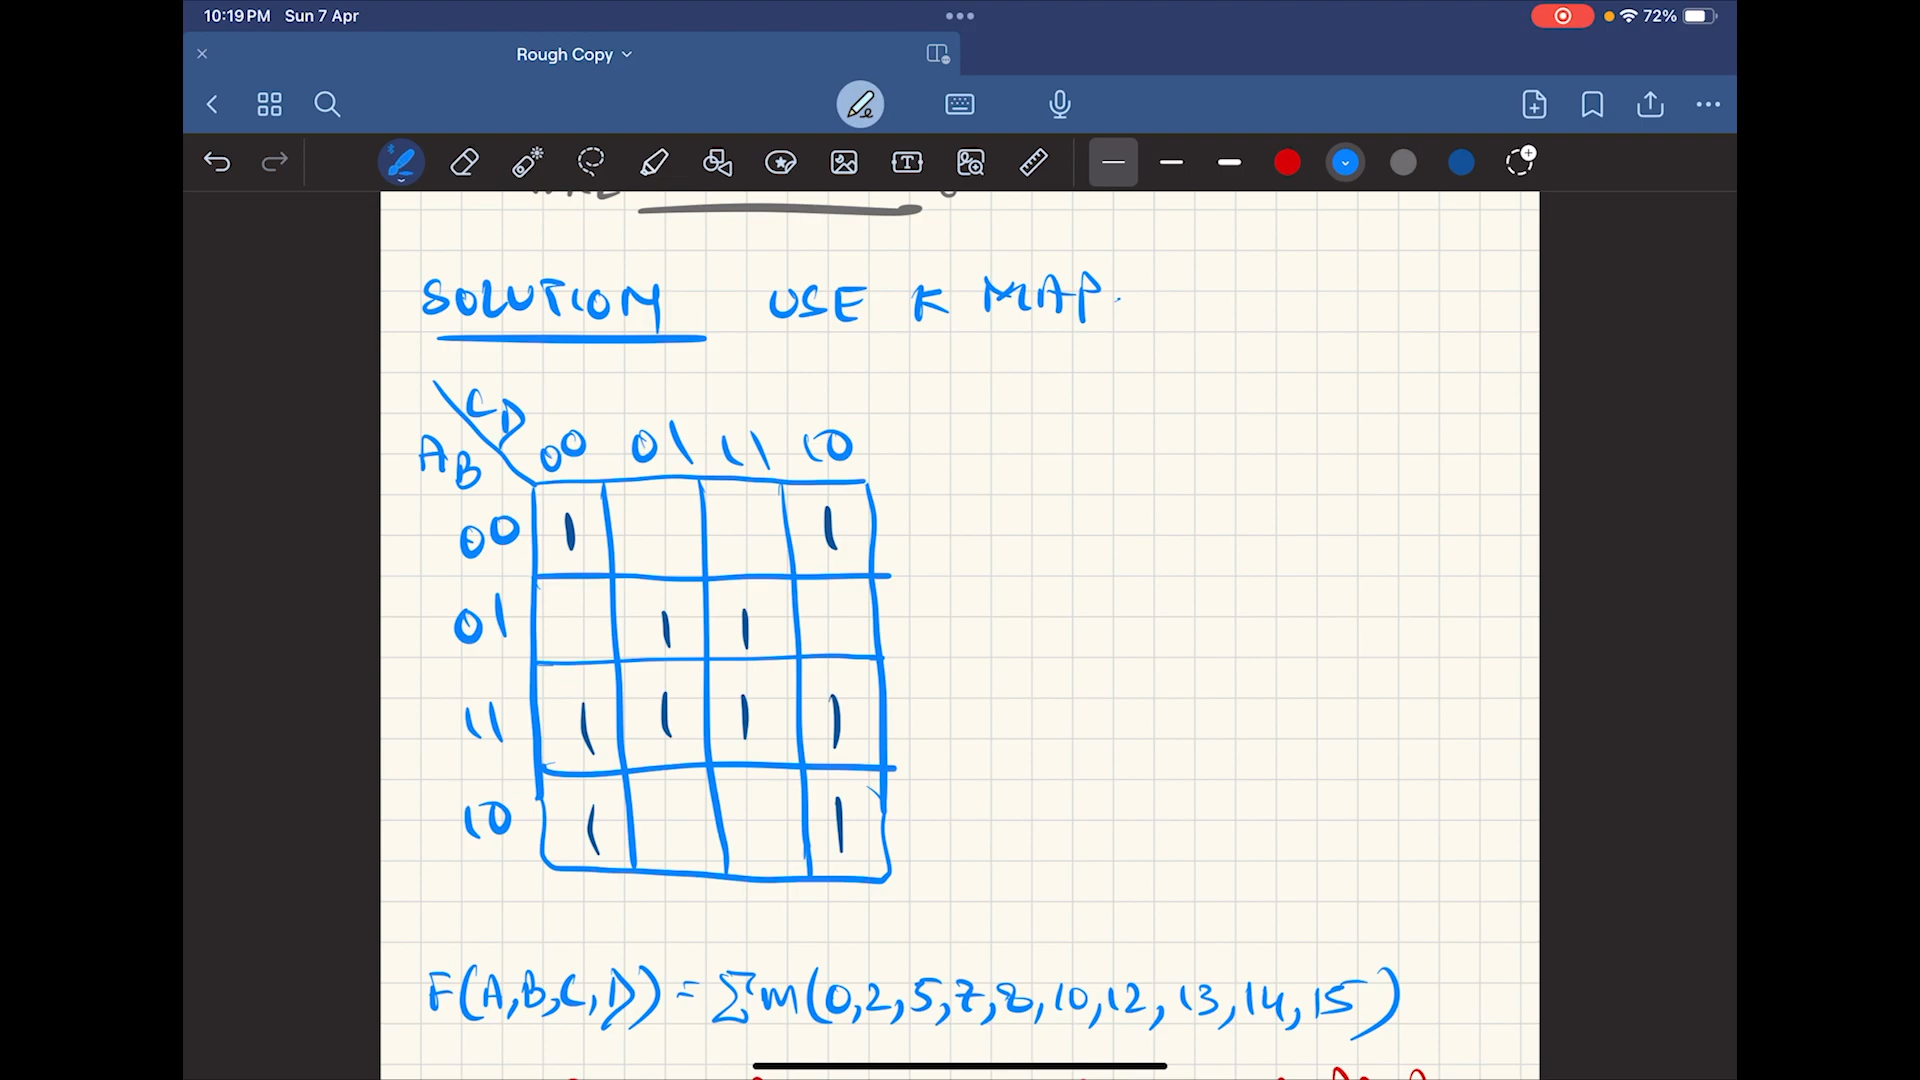 10:19 PM Sun 7 Apr
72%
Rough Copy
SOLUTION USE K MAP.
CD
AB 00 01 11 10
00 1 1
01 1 1
11 1 1 1 1
10 1 1
F(A,B,C,D) = Σm(0,2,5,7,8,10,12,13,14,15)